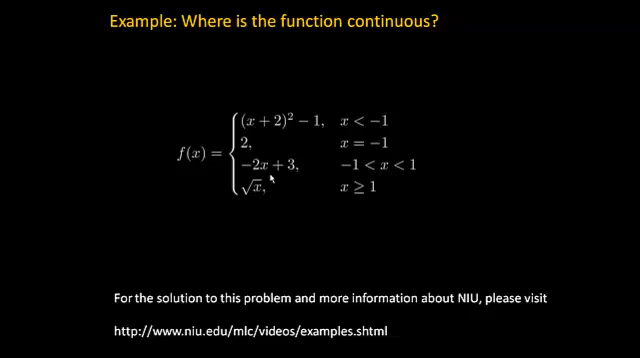 Example: Where is the function continuous?
f(x) = { (x + 2)² − 1, x < −1
2, x = −1
−2x + 3, −1 < x < 1
√x, x ≥ 1
For the solution to this problem and more information about NIU, please visit
http://www.niu.edu/mlc/videos/examples.shtml